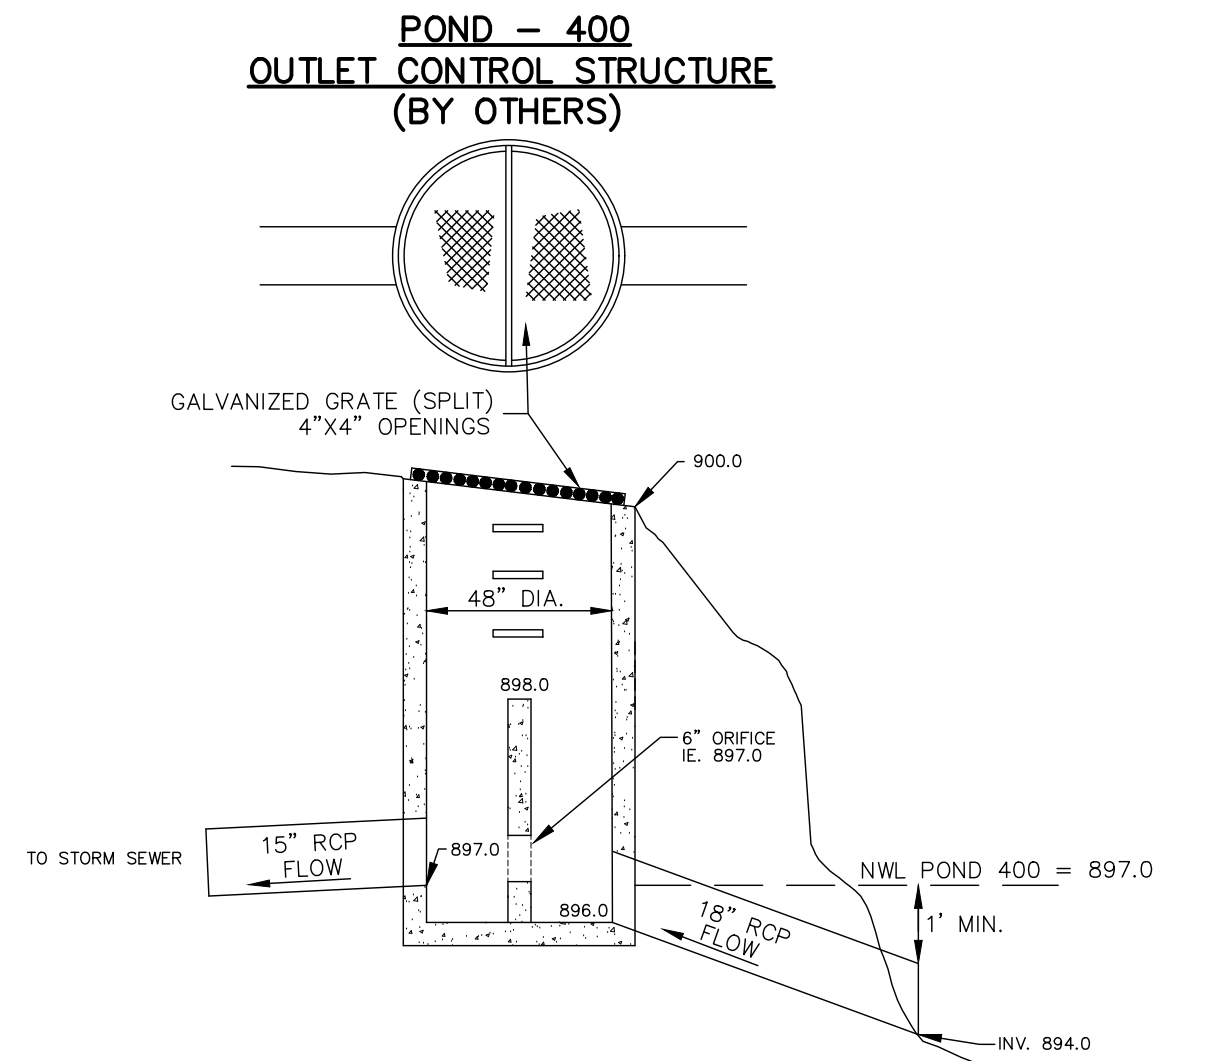 POND - 400
OUTLET CONTROL STRUCTURE
(BY OTHERS)
GALVANIZED GRATE (SPLIT)
4"X4" OPENINGS
900.0
48" DIA.
898.0
6" ORIFICE
IE. 897.0
15" RCP
FLOW
TO STORM SEWER
897.0
896.0
18" RCP
FLOW
NWL POND 400 = 897.0
1' MIN.
INV. 894.0